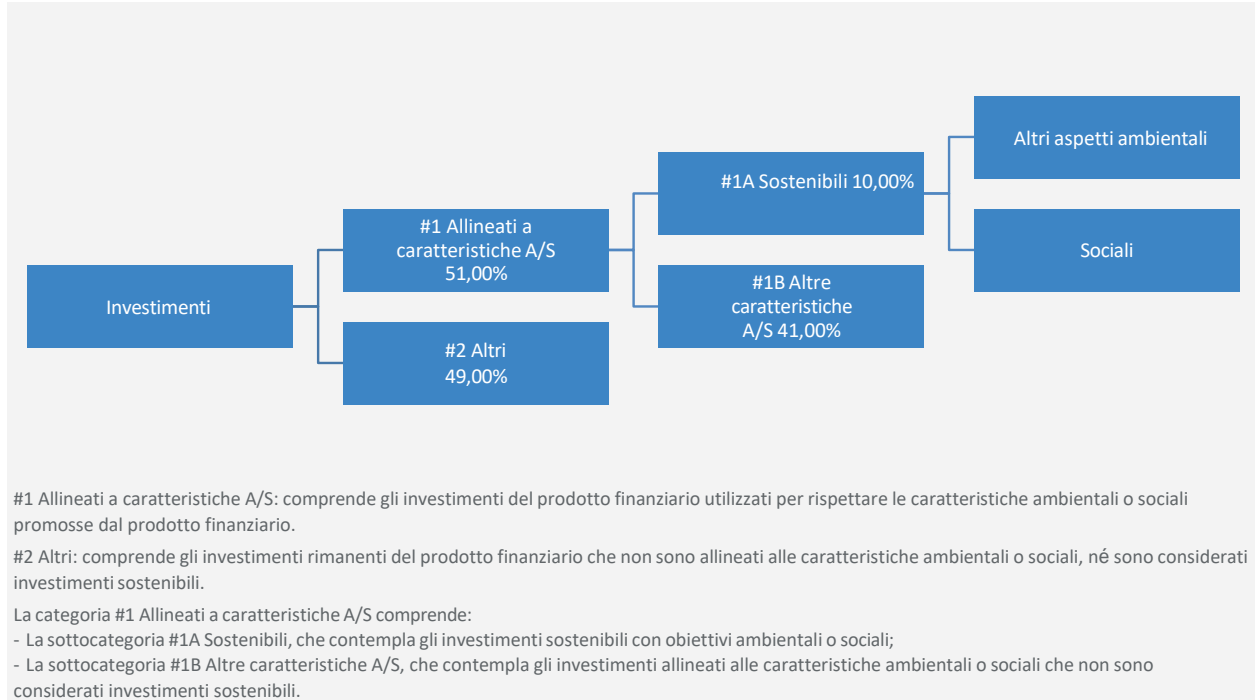 Investimenti
#1 Allineati a
caratteristiche A/S
51,00%
#2 Altri
49,00%
#1A Sostenibili 10,00%
#1B Altre
caratteristiche
A/S 41,00%
Altri aspetti ambientali
Sociali
#1 Allineati a caratteristiche A/S: comprende gli investimenti del prodotto finanziario utilizzati per rispettare le caratteristiche ambientali o sociali
promosse dal prodotto finanziario.
#2 Altri: comprende gli investimenti rimanenti del prodotto finanziario che non sono allineati alle caratteristiche ambientali o sociali, né sono considerati
investimenti sostenibili.
La categoria #1 Allineati a caratteristiche A/S comprende:
- La sottocategoria #1A Sostenibili, che contempla gli investimenti sostenibili con obiettivi ambientali o sociali;
- La sottocategoria #1B Altre caratteristiche A/S, che contempla gli investimenti allineati alle caratteristiche ambientali o sociali che non sono
considerati investimenti sostenibili.